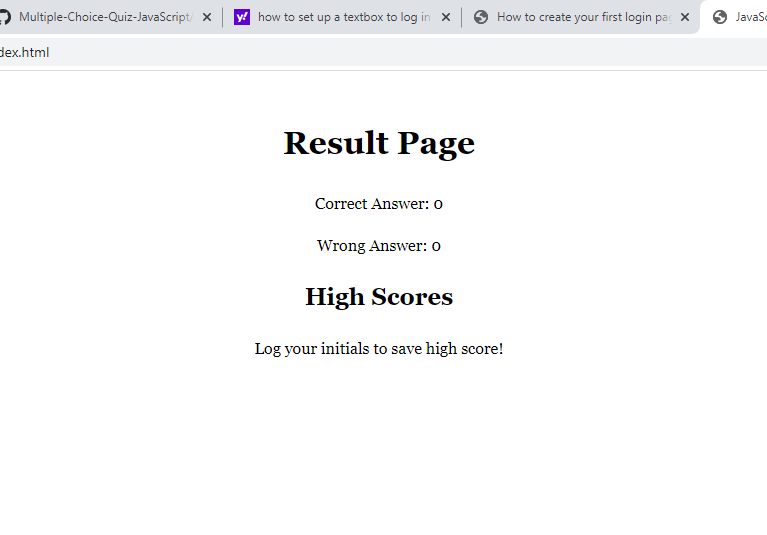 Multiple-Choice-Quiz-JavaScript
how to set up a textbox to log in
How to create your first login pag
JavaSc
dex.html
Result Page
Correct Answer: 0
Wrong Answer: 0
High Scores
Log your initials to save high score!